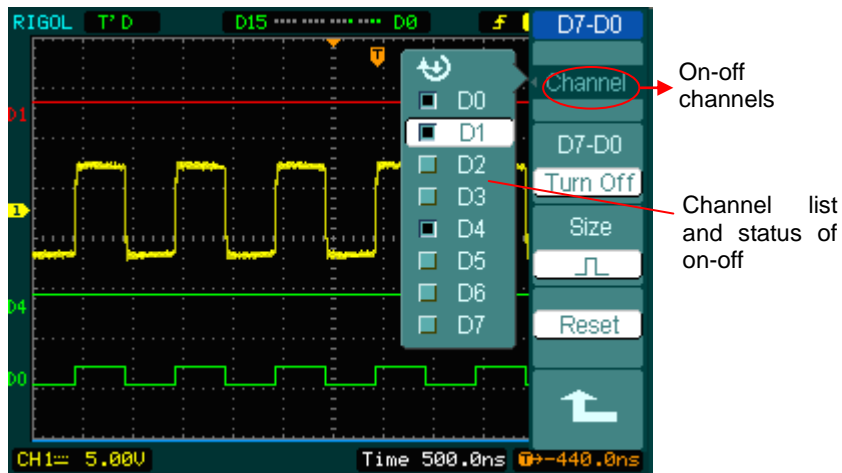 RIGOL T'D D15 D0 D7-D0
Channel
On-off
channels
D0
D1
D2
D3
D4
D5
D6
D7
D1
1
D4
D0
T
D7-D0
Turn Off
Size
Reset
Channel list
and status of
on-off
CH1 5.00V Time 500.0ns T→-440.0ns